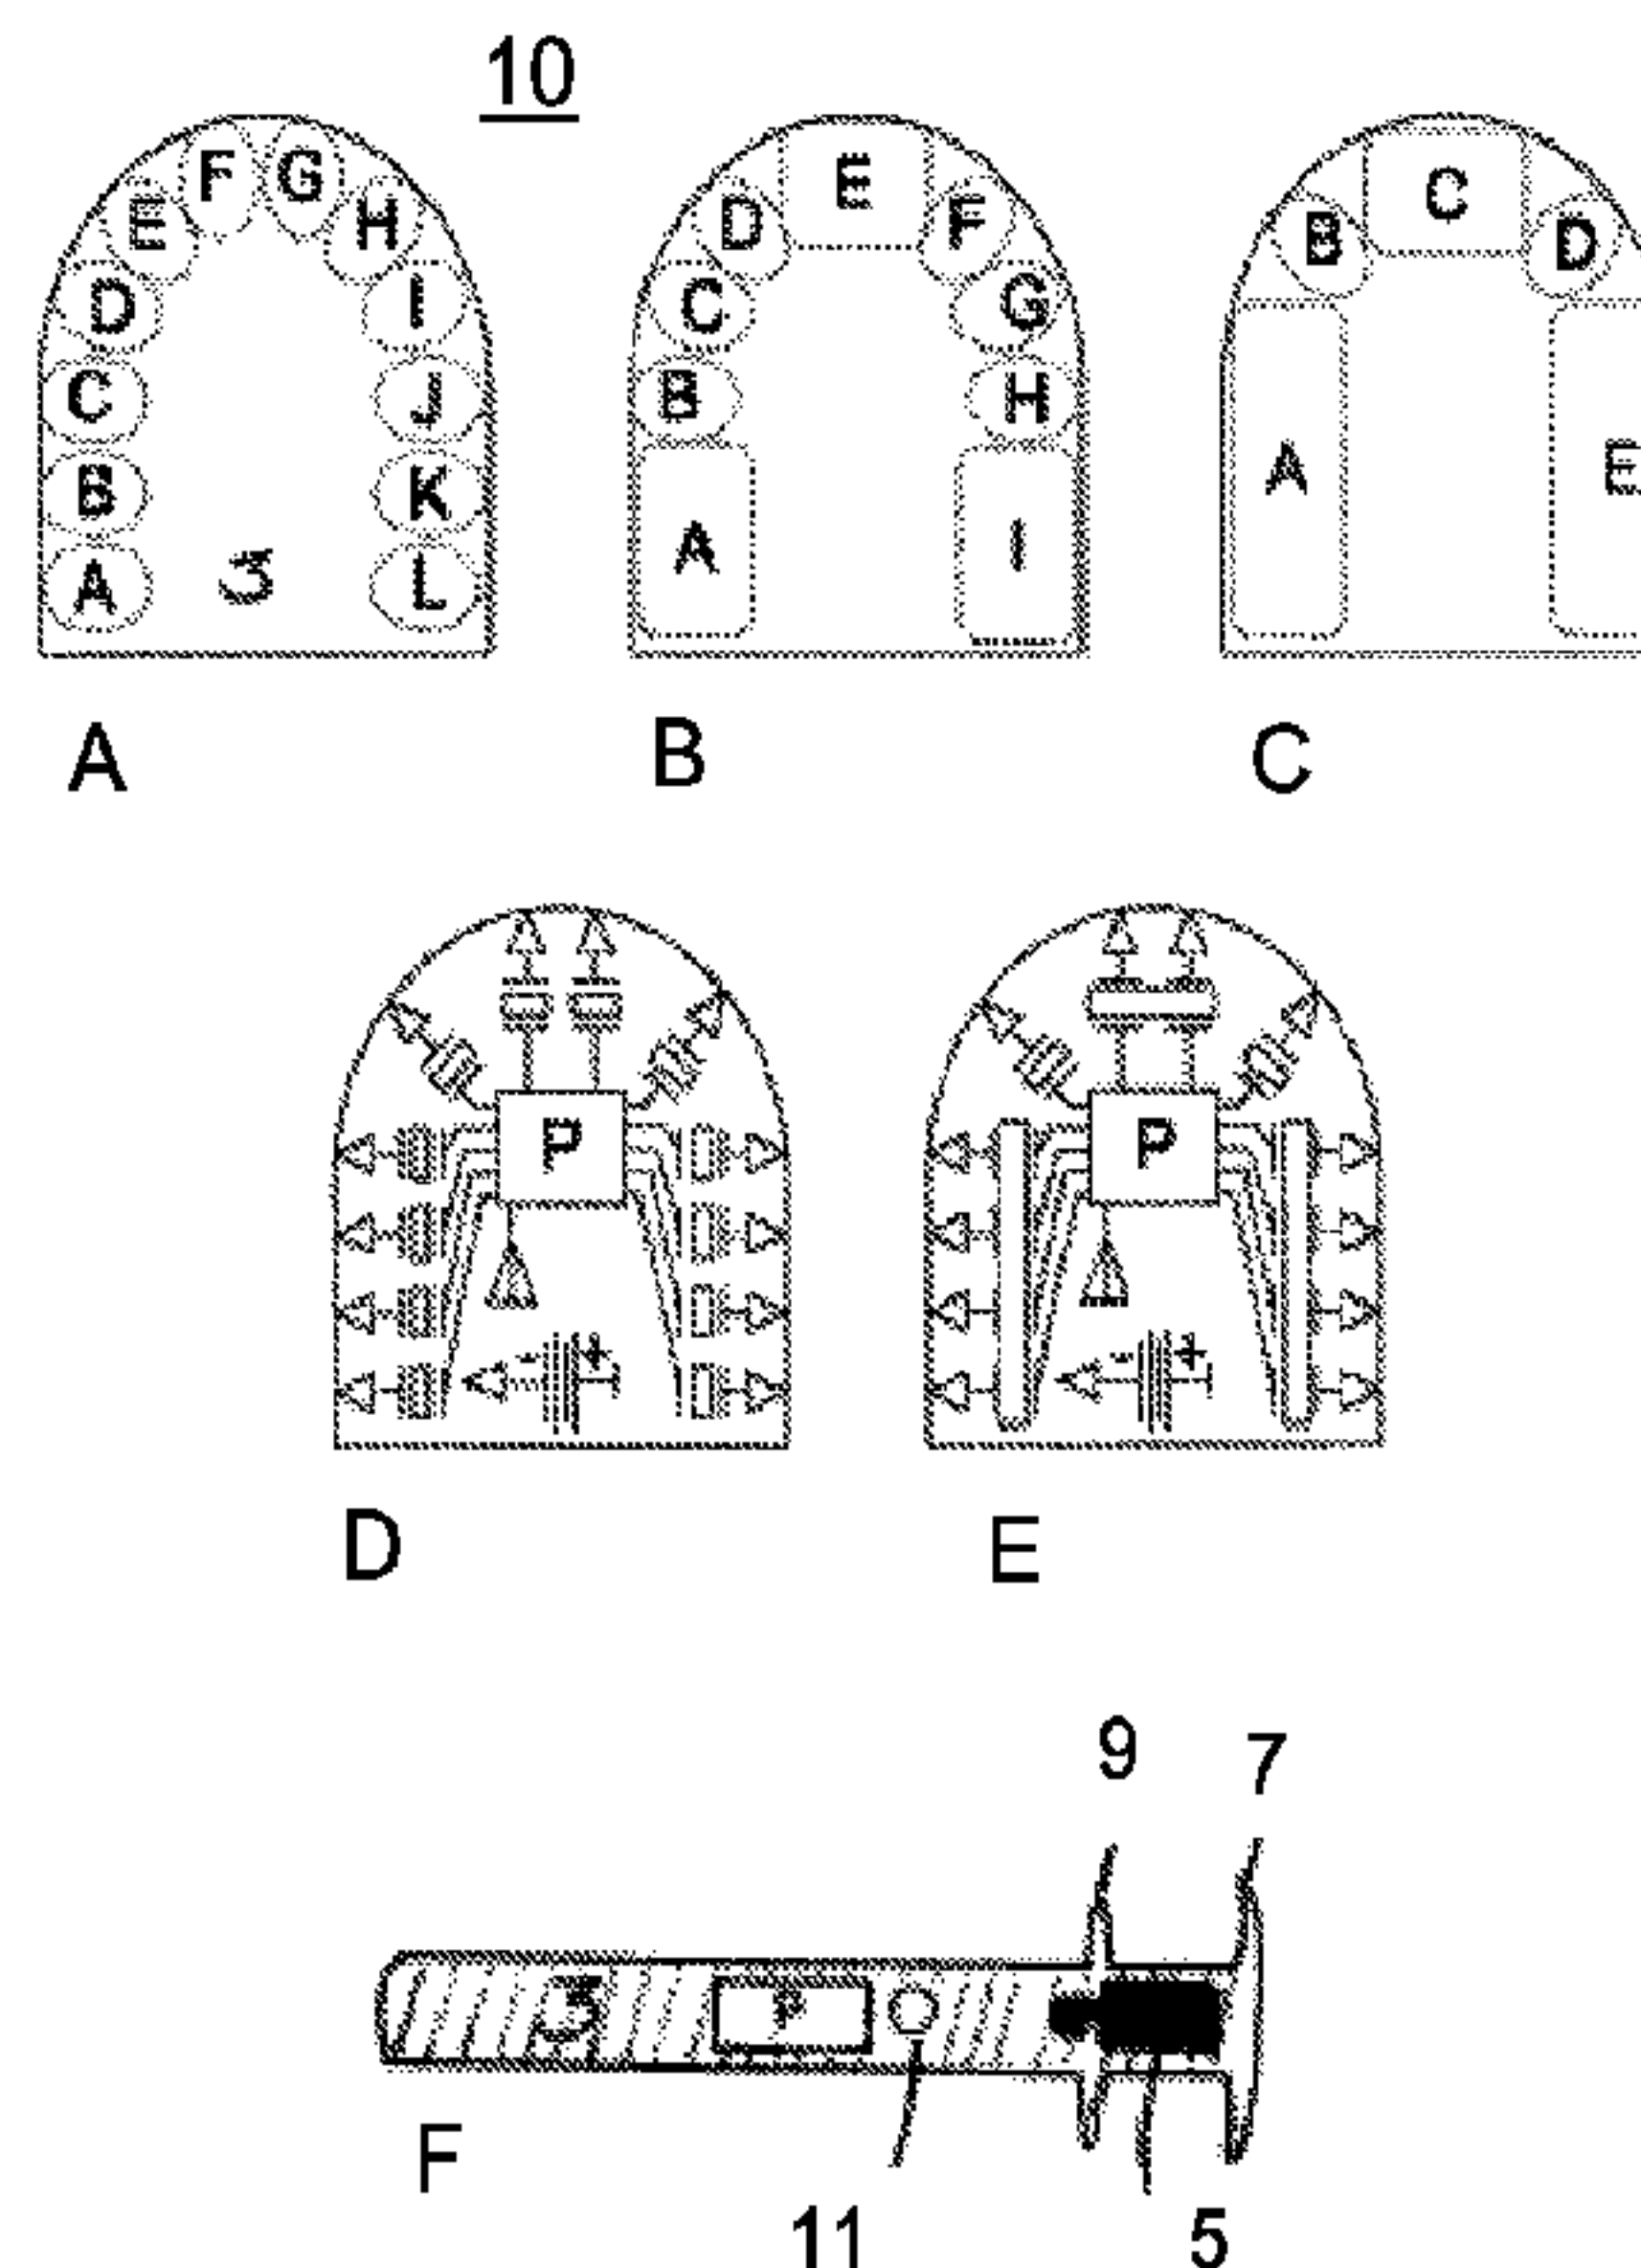 10
F G E C
E H D F B D
D I C G
C J B H
B K A E
A 3 L A I
A B C
P P
- + - +
D E
9 7
3 P
F
11 5